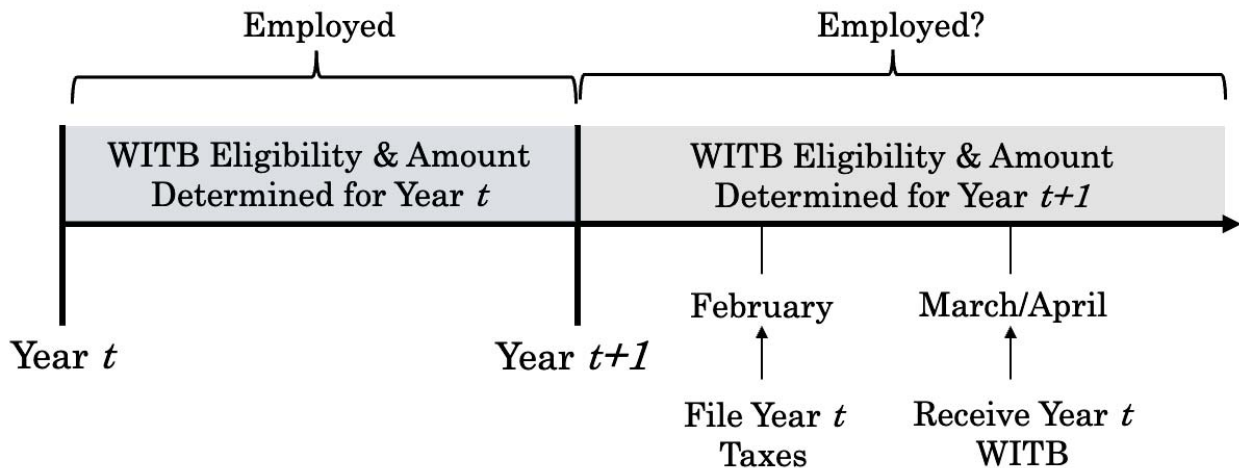 Employed
Employed?
WITB Eligibility & Amount
Determined for Year t
WITB Eligibility & Amount
Determined for Year t+1
February
March/April
Year t
Year t+1
File Year t
Taxes
Receive Year t
WITB